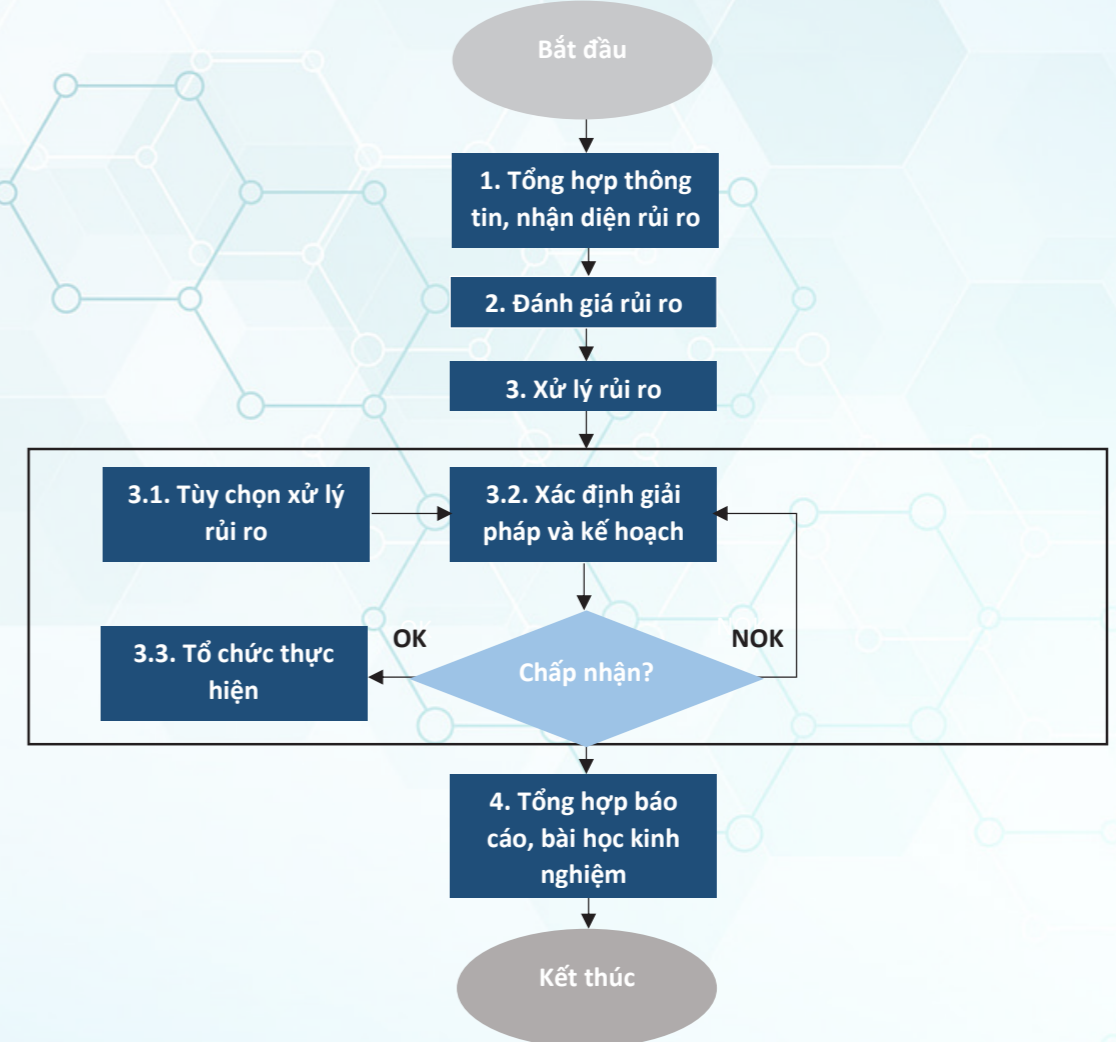 Bắt đầu
1. Tổng hợp thông
tin, nhận diện rủi ro
2. Đánh giá rủi ro
3. Xử lý rủi ro
3.1. Tùy chọn xử lý
rủi ro
3.2. Xác định giải
pháp và kế hoạch
OK
NOK
3.3. Tổ chức thực
hiện
Chấp nhận?
4. Tổng hợp báo
cáo, bài học kinh
nghiệm
Kết thúc